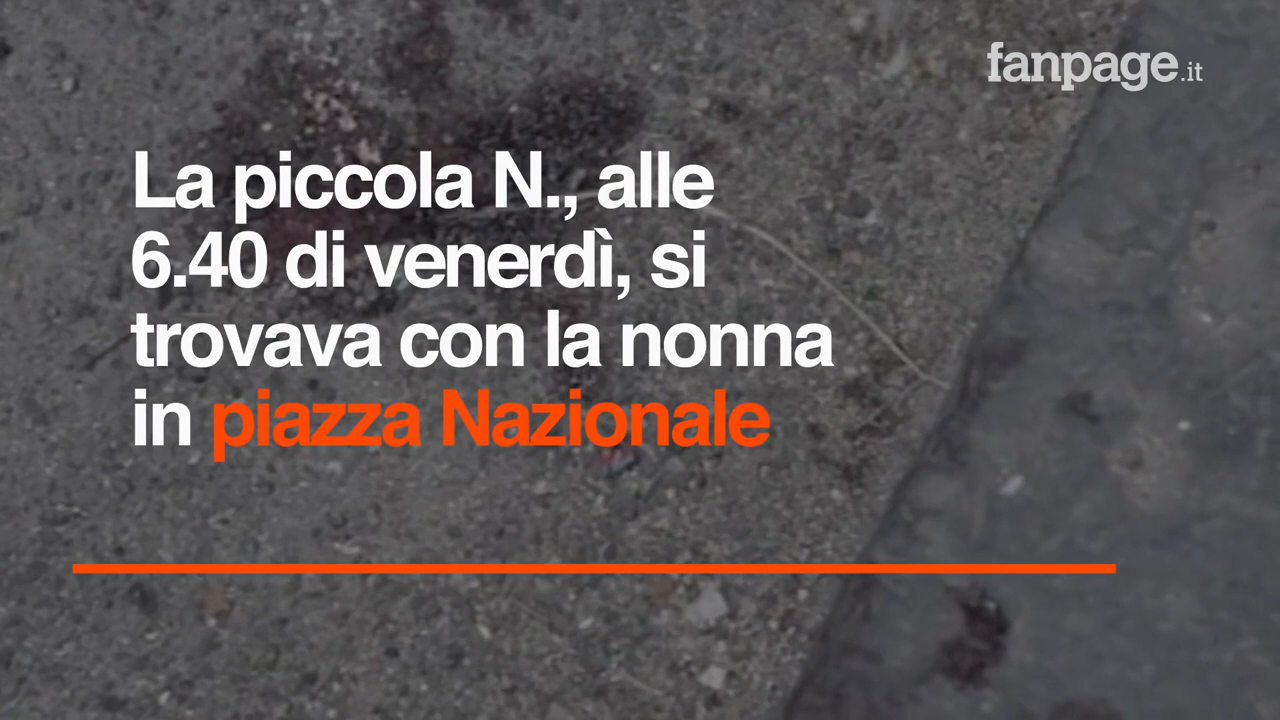 fanpage.it
La piccola N., alle
6.40 di venerdì, si
trovava con la nonna
in piazza Nazionale